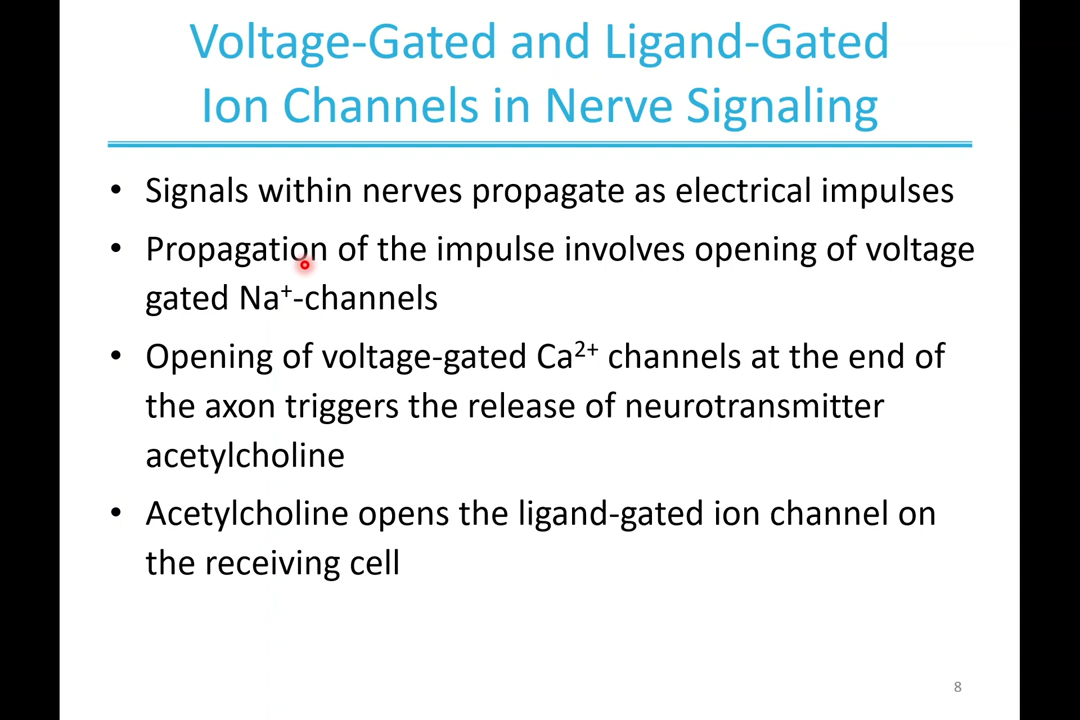 Voltage-Gated and Ligand-Gated
Ion Channels in Nerve Signaling
• Signals within nerves propagate as electrical impulses
• Propagation of the impulse involves opening of voltage
gated Na⁺-channels
• Opening of voltage-gated Ca²⁺ channels at the end of
the axon triggers the release of neurotransmitter
acetylcholine
• Acetylcholine opens the ligand-gated ion channel on
the receiving cell
8